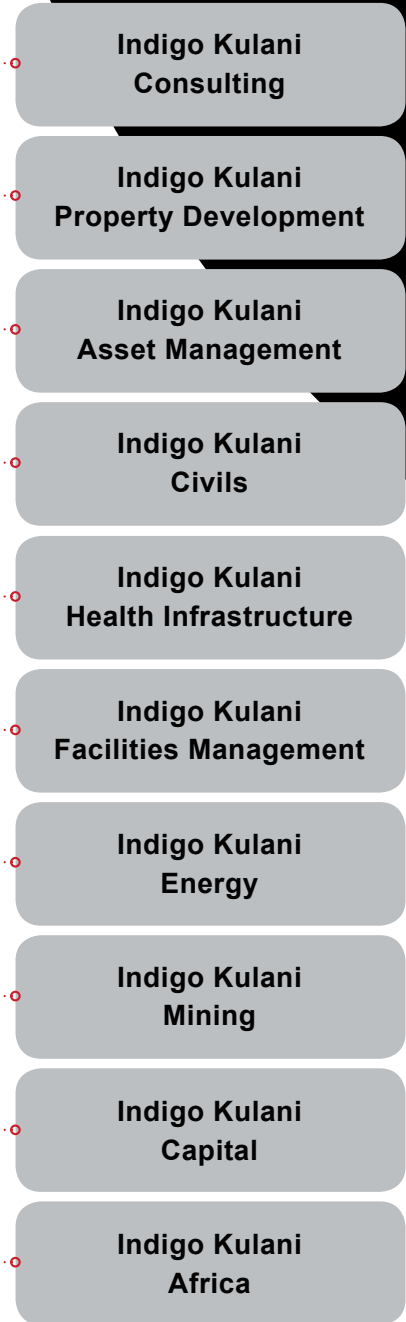 Indigo Kulani
Consulting
Indigo Kulani
Property Development
Indigo Kulani
Asset Management
Indigo Kulani
Civils
Indigo Kulani
Health Infrastructure
Indigo Kulani
Facilities Management
Indigo Kulani
Energy
Indigo Kulani
Mining
Indigo Kulani
Capital
Indigo Kulani
Africa